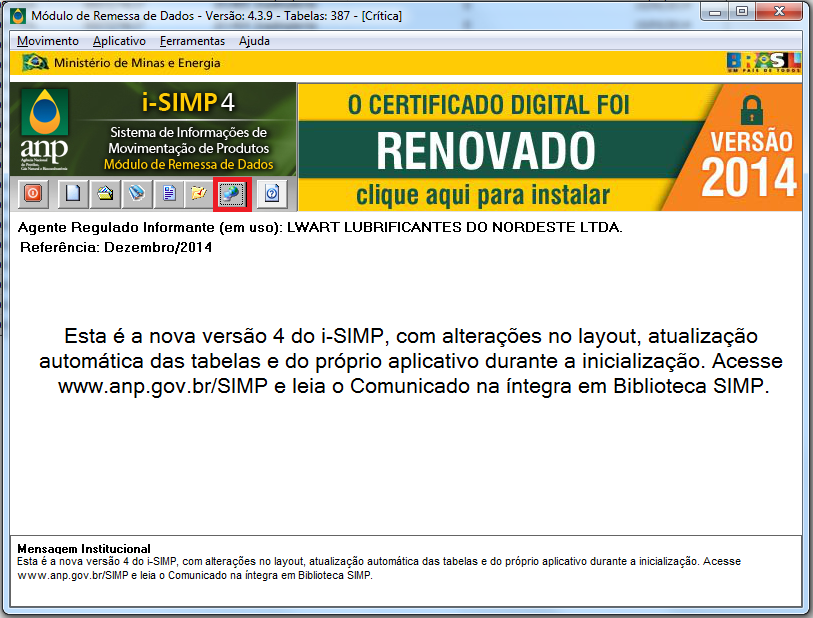 Módulo de Remessa de Dados - Versão: 4.3.9 - Tabelas: 387 - [Crítica]
Movimento Aplicativo Ferramentas Ajuda
Ministério de Minas e Energia
BRASIL
UM PAÍS DE TODOS
i-SIMP 4
Sistema de Informações de
Movimentação de Produtos
Módulo de Remessa de Dados
anp
Agência Nacional
do Petróleo,
Gás Natural e Biocombustíveis
O CERTIFICADO DIGITAL FOI
RENOVADO
clique aqui para instalar
VERSÃO
2014
Agente Regulado Informante (em uso): LWART LUBRIFICANTES DO NORDESTE LTDA.
Referência: Dezembro/2014
Esta é a nova versão 4 do i-SIMP, com alterações no layout, atualização
automática das tabelas e do próprio aplicativo durante a inicialização. Acesse
www.anp.gov.br/SIMP e leia o Comunicado na íntegra em Biblioteca SIMP.
Mensagem Institucional
Esta é a nova versão 4 do i-SIMP, com alterações no layout, atualização automática das tabelas e do próprio aplicativo durante a inicialização. Acesse
www.anp.gov.br/SIMP e leia o Comunicado na íntegra em Biblioteca SIMP.